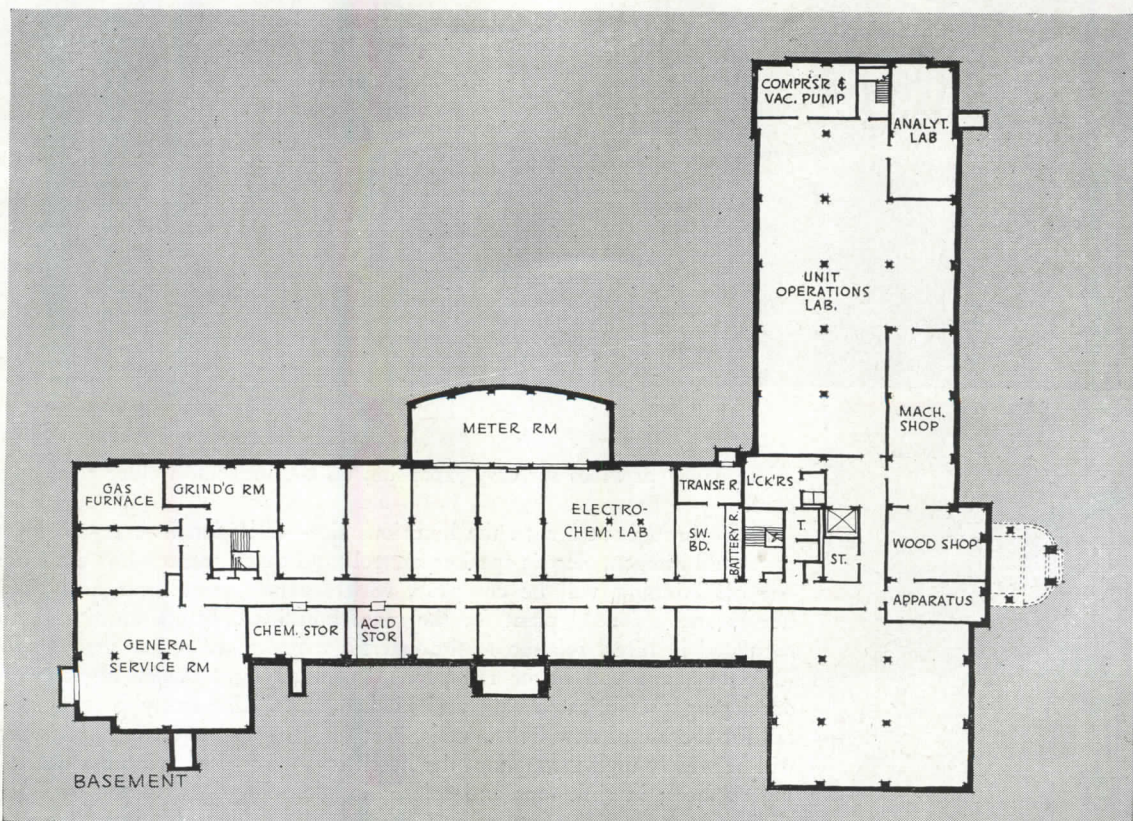 COMPR'S'R &
VAC. PUMP
ANALYT.
LAB
UNIT
OPERATIONS
LAB.
MACH.
SHOP
METER RM
GAS
FURNACE
GRIND'G RM
ELECTRO-
CHEM. LAB
TRANSF. R.
L'CK'RS
SW.
BD.
BATTERY R.
T.
ST.
WOOD SHOP
APPARATUS
CHEM. STOR
ACID
STOR
GENERAL
SERVICE RM
BASEMENT